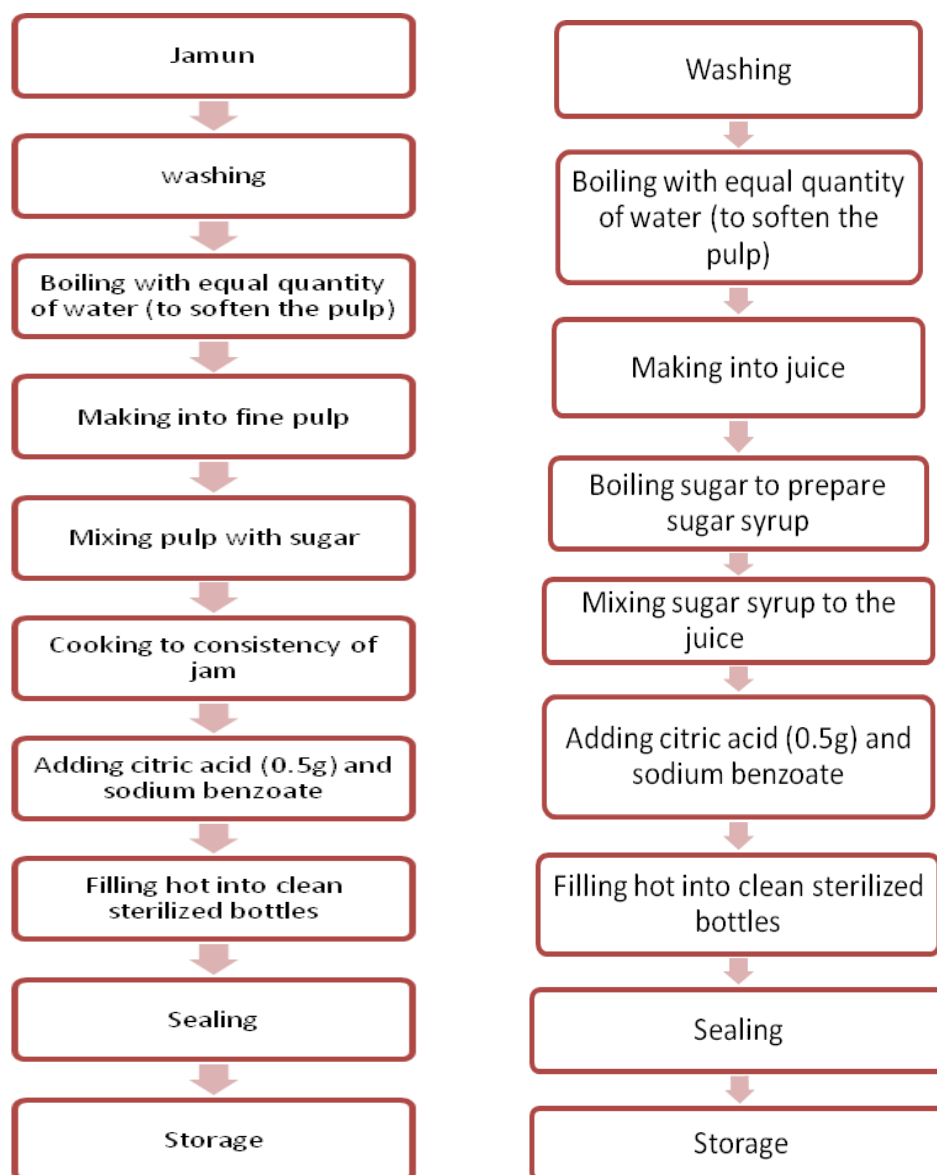 Jamun
washing
Boiling with equal quantity
of water (to soften the pulp)
Making into fine pulp
Mixing pulp with sugar
Cooking to consistency of
jam
Adding citric acid (0.5g) and
sodium benzoate
Filling hot into clean
sterilized bottles
Sealing
Storage
Washing
Boiling with equal quantity
of water (to soften the
pulp)
Making into juice
Boiling sugar to prepare
sugar syrup
Mixing sugar syrup to the
juice
Adding citric acid (0.5g) and
sodium benzoate
Filling hot into clean sterilized
bottles
Sealing
Storage